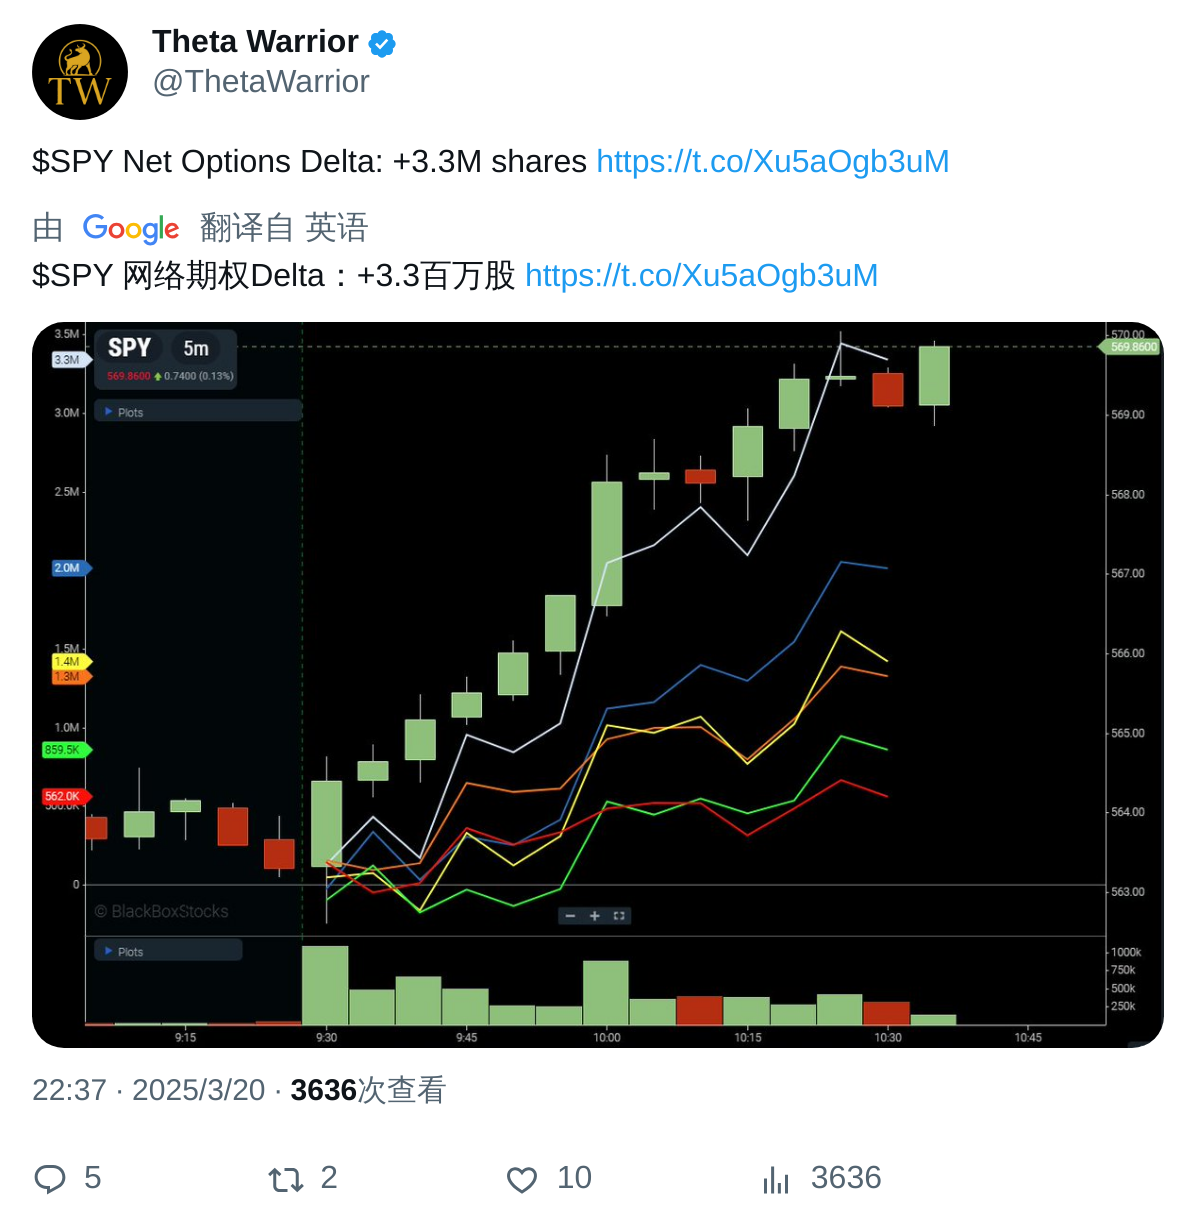 Theta Warrior
@ThetaWarrior
TW
$SPY Net Options Delta: +3.3M shares https://t.co/Xu5aOgb3uM
由 Google 翻译自 英语
$SPY 网络期权Delta：+3.3百万股 https://t.co/Xu5aOgb3uM
3.5M
SPY 5m
570.00
569.8600
3.3M
569.8600 0.7400 (0.13%)
3.0M
Plots
569.00
2.5M
568.00
2.0M
567.00
1.5M
566.00
1.4M
1.3M
1.0M
565.00
859.5K
562.0K
500.0K
564.00
0
563.00
© BlackBoxStocks
Plots
1000k
750k
500k
250k
9:15 9:30 9:45 10:00 10:15 10:30 10:45
22:37 · 2025/3/20 · 3636次查看
5 2 10 3636